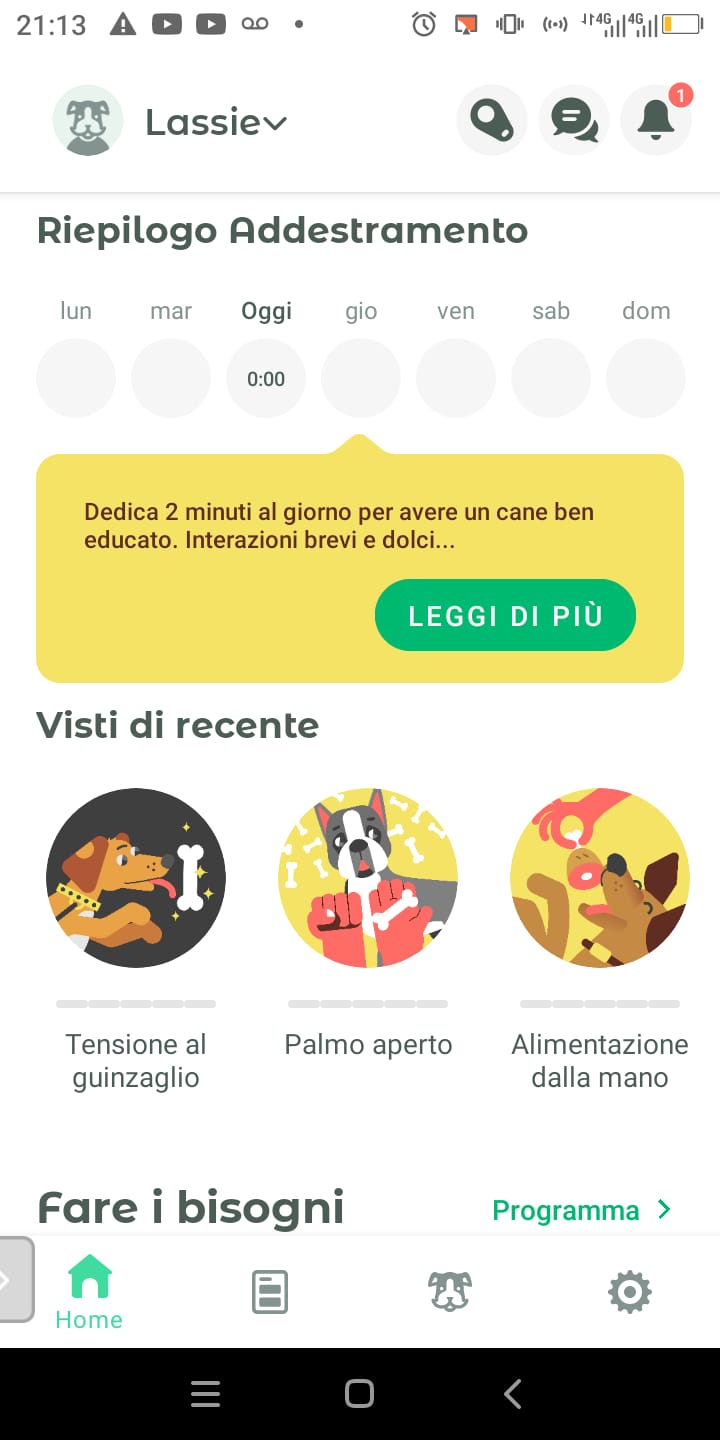 21:13
4G 4G
Lassie
1
Riepilogo Addestramento
lun mar Oggi gio ven sab dom
0:00
Dedica 2 minuti al giorno per avere un cane ben
educato. Interazioni brevi e dolci...
LEGGI DI PIÙ
Visti di recente
Tensione al
guinzaglio
Palmo aperto
Alimentazione
dalla mano
Fare i bisogni
Programma
Home